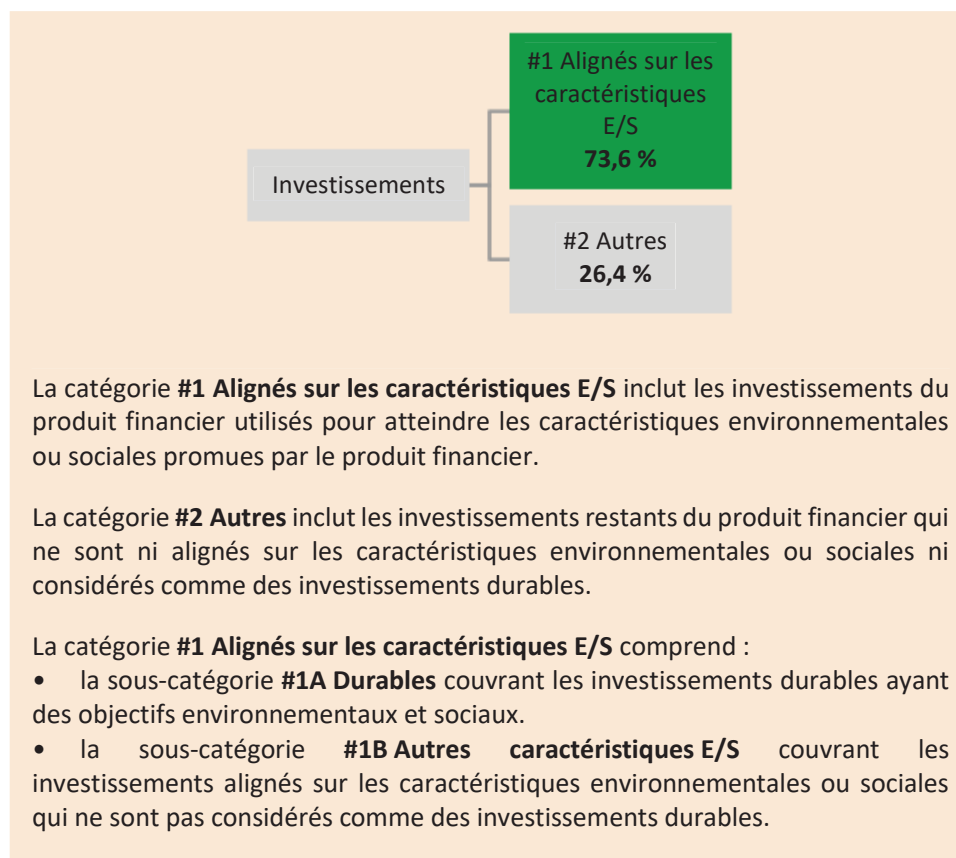 #1 Alignés sur les
caractéristiques
E/S
73,6 %
Investissements
#2 Autres
26,4 %
La catégorie #1 Alignés sur les caractéristiques E/S inclut les investissements du
produit financier utilisés pour atteindre les caractéristiques environnementales
ou sociales promues par le produit financier.
La catégorie #2 Autres inclut les investissements restants du produit financier qui
ne sont ni alignés sur les caractéristiques environnementales ou sociales ni
considérés comme des investissements durables.
La catégorie #1 Alignés sur les caractéristiques E/S comprend :
• la sous-catégorie #1A Durables couvrant les investissements durables ayant
des objectifs environnementaux et sociaux.
• la sous-catégorie #1B Autres caractéristiques E/S couvrant les
investissements alignés sur les caractéristiques environnementales ou sociales
qui ne sont pas considérés comme des investissements durables.